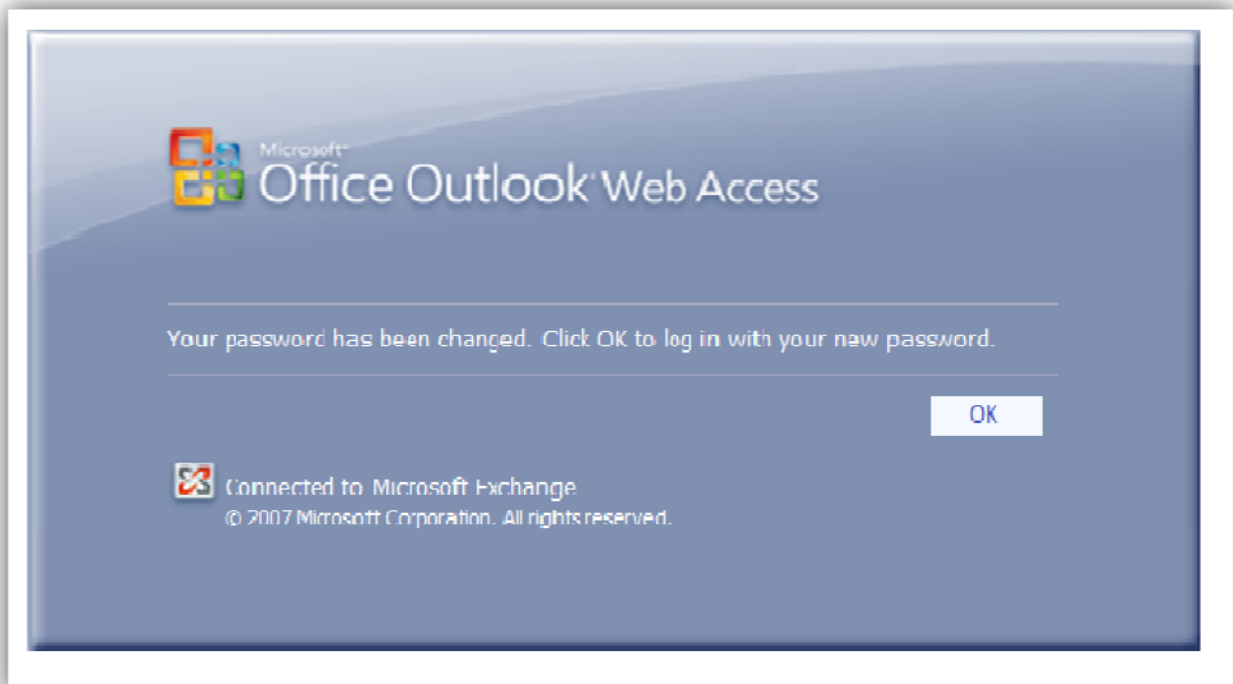 Microsoft®
Office Outlook® Web Access
Your password has been changed. Click OK to log in with your new password.
OK
Connected to Microsoft Exchange
© 2007 Microsoft Corporation. All rights reserved.